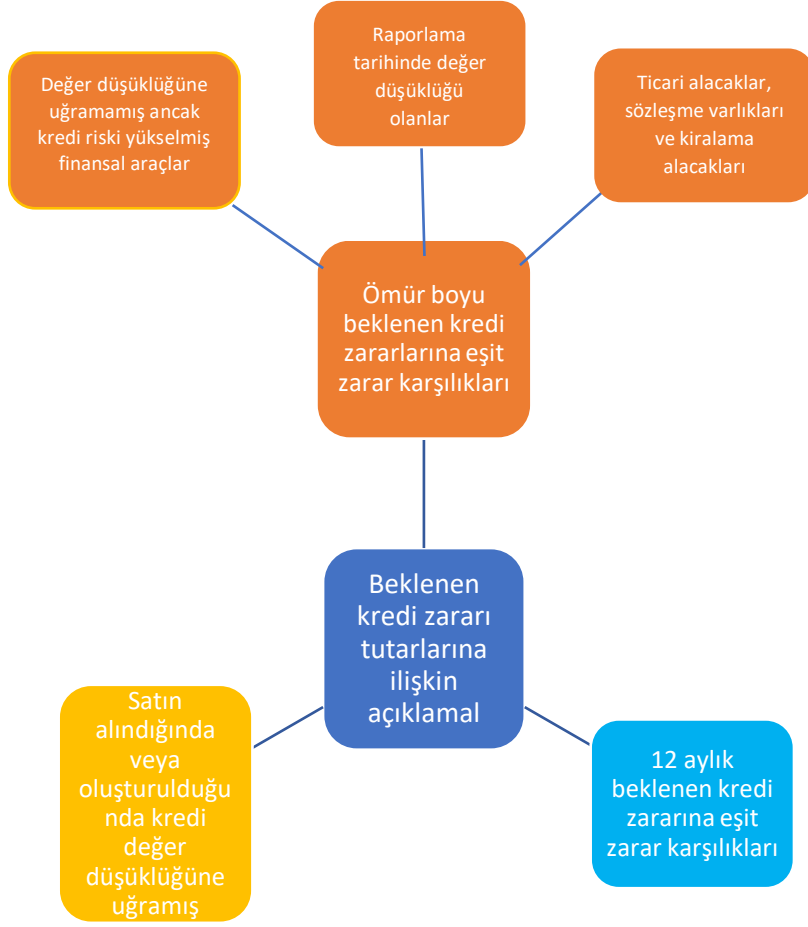 Raporlama
tarihinde değer
düşüklüğü
olanlar
Değer düşüklüğüne
uğramamış ancak
kredi riski yükselmiş
finansal araçlar
Ticari alacaklar,
sözleşme varlıkları
ve kiralama
alacakları
Ömür boyu
beklenen kredi
zararlarına eşit
zarar karşılıkları
Beklenen
kredi zararı
tutarlarına
ilişkin
açıklamal
Satın
alındığında
veya
oluşturulduğu
nda kredi
değer
düşüklüğüne
uğramış
12 aylık
beklenen kredi
zararına eşit
zarar karşılıkları